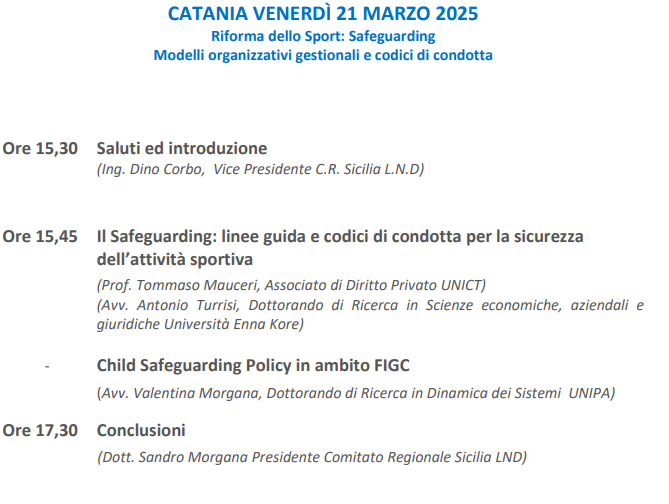 CATANIA VENERDÌ 21 MARZO 2025
Riforma dello Sport: Safeguarding
Modelli organizzativi gestionali e codici di condotta
Ore 15,30 Saluti ed introduzione
(Ing. Dino Corbo, Vice Presidente C.R. Sicilia L.N.D)
Ore 15,45 Il Safeguarding: linee guida e codici di condotta per la sicurezza
dell'attività sportiva
(Prof. Tommaso Mauceri, Associato di Diritto Privato UNICT)
(Avv. Antonio Turrisi, Dottorando di Ricerca in Scienze economiche, aziendali e
giuridiche Università Enna Kore)
- Child Safeguarding Policy in ambito FIGC
(Avv. Valentina Morgana, Dottorando di Ricerca in Dinamica dei Sistemi UNIPA)
Ore 17,30 Conclusioni
(Dott. Sandro Morgana Presidente Comitato Regionale Sicilia LND)